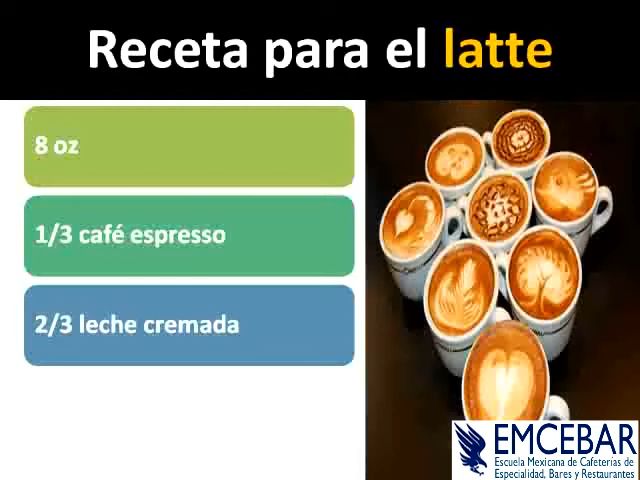 Receta para el latte
8 oz
1/3 café espresso
2/3 leche cremada
EMCEBAR
Escuela Mexicana de Cafeterías de
Especialidad, Bares y Restaurantes